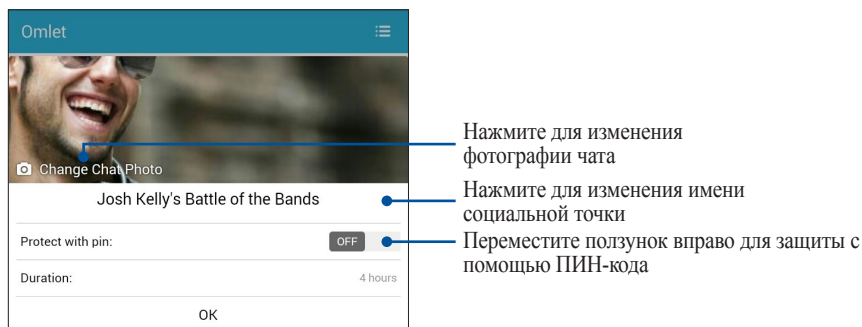 Omlet
Change Chat Photo
Josh Kelly's Battle of the Bands
Protect with pin:
OFF
Duration:
4 hours
OK
Нажмите для изменения
фотографии чата
Нажмите для изменения имени
социальной точки
Переместите ползунок вправо для защиты с
помощью ПИН-кода